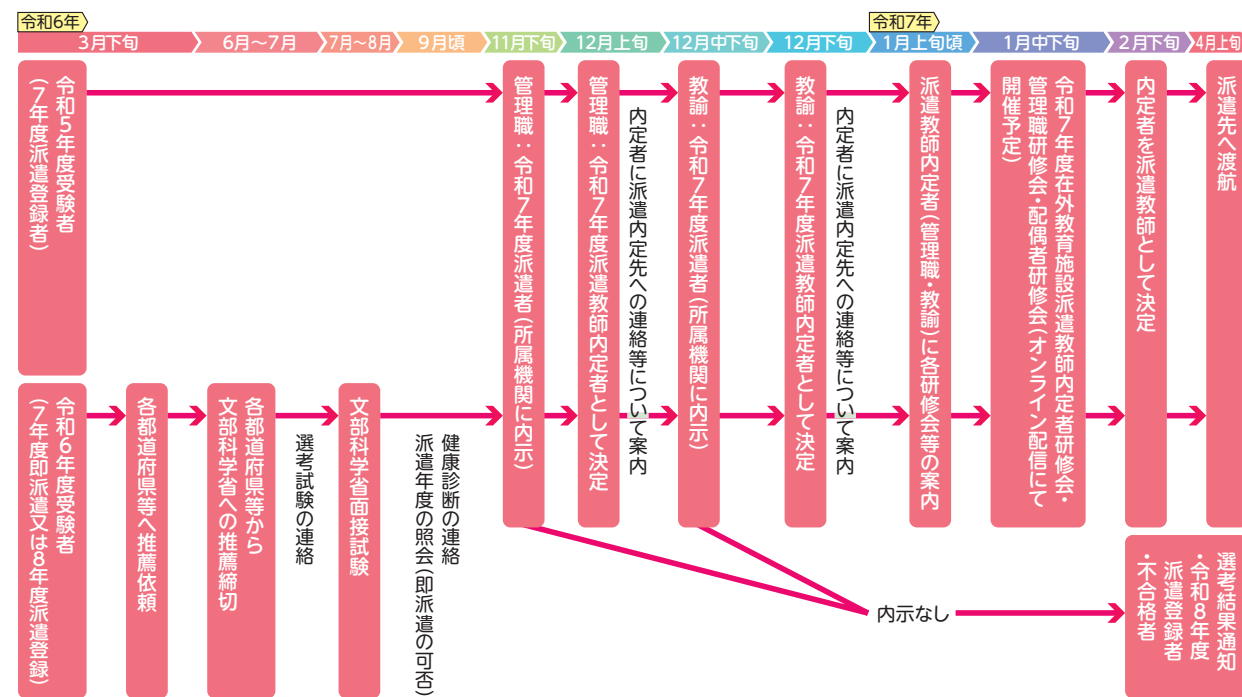 令和6年
令和7年
3月下旬
6月〜7月
7月〜8月
9月頃
11月下旬
12月上旬
12月中下旬
12月下旬
1月上旬頃
1月中下旬
2月下旬
4月上旬
令和5年度受験者
(7年度派遣登録者)
管理職:令和7年度派遣者(所属機関に内示)
管理職:令和7年度派遣教師内定者として決定
内定者に派遣内定先への連絡等について案内
教諭:令和7年度派遣者(所属機関に内示)
教諭:令和7年度派遣教師内定者として決定
内定者に派遣内定先への連絡等について案内
派遣教師内定者(管理職・教諭)に各研修会等の案内
令和7年度在外教育施設派遣教師内定者研修会・
管理職研修会・配偶者研修会(オンライン配信にて
開催予定)
内定者を派遣教師として決定
派遣先へ渡航
令和6年度受験者
(7年度即派遣又は8年度派遣登録)
各都道府県等へ推薦依頼
各都道府県等から
文部科学省への推薦締切
選考試験の連絡
文部科学省面接試験
健康診断の連絡
派遣年度の照会(即派遣の可否)
内示なし
選考結果通知
・令和8年度
派遣登録者
・不合格者